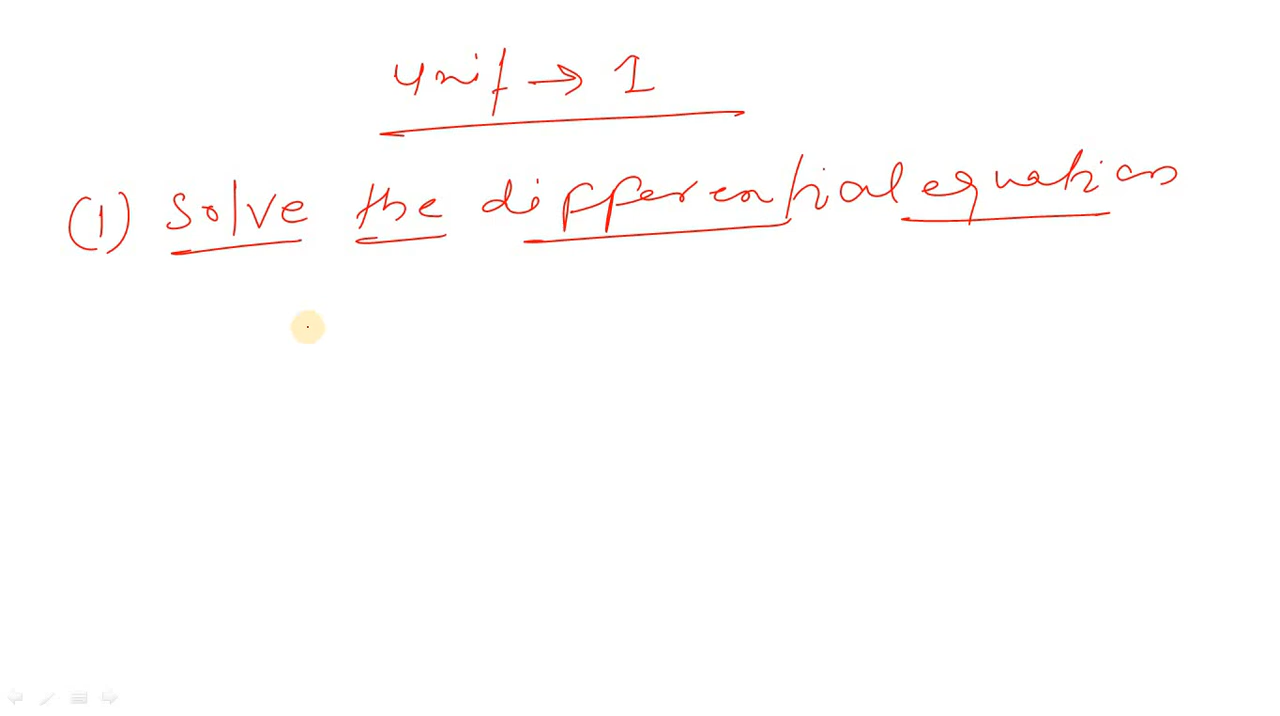 unit → 1
(1) solve the differential equation